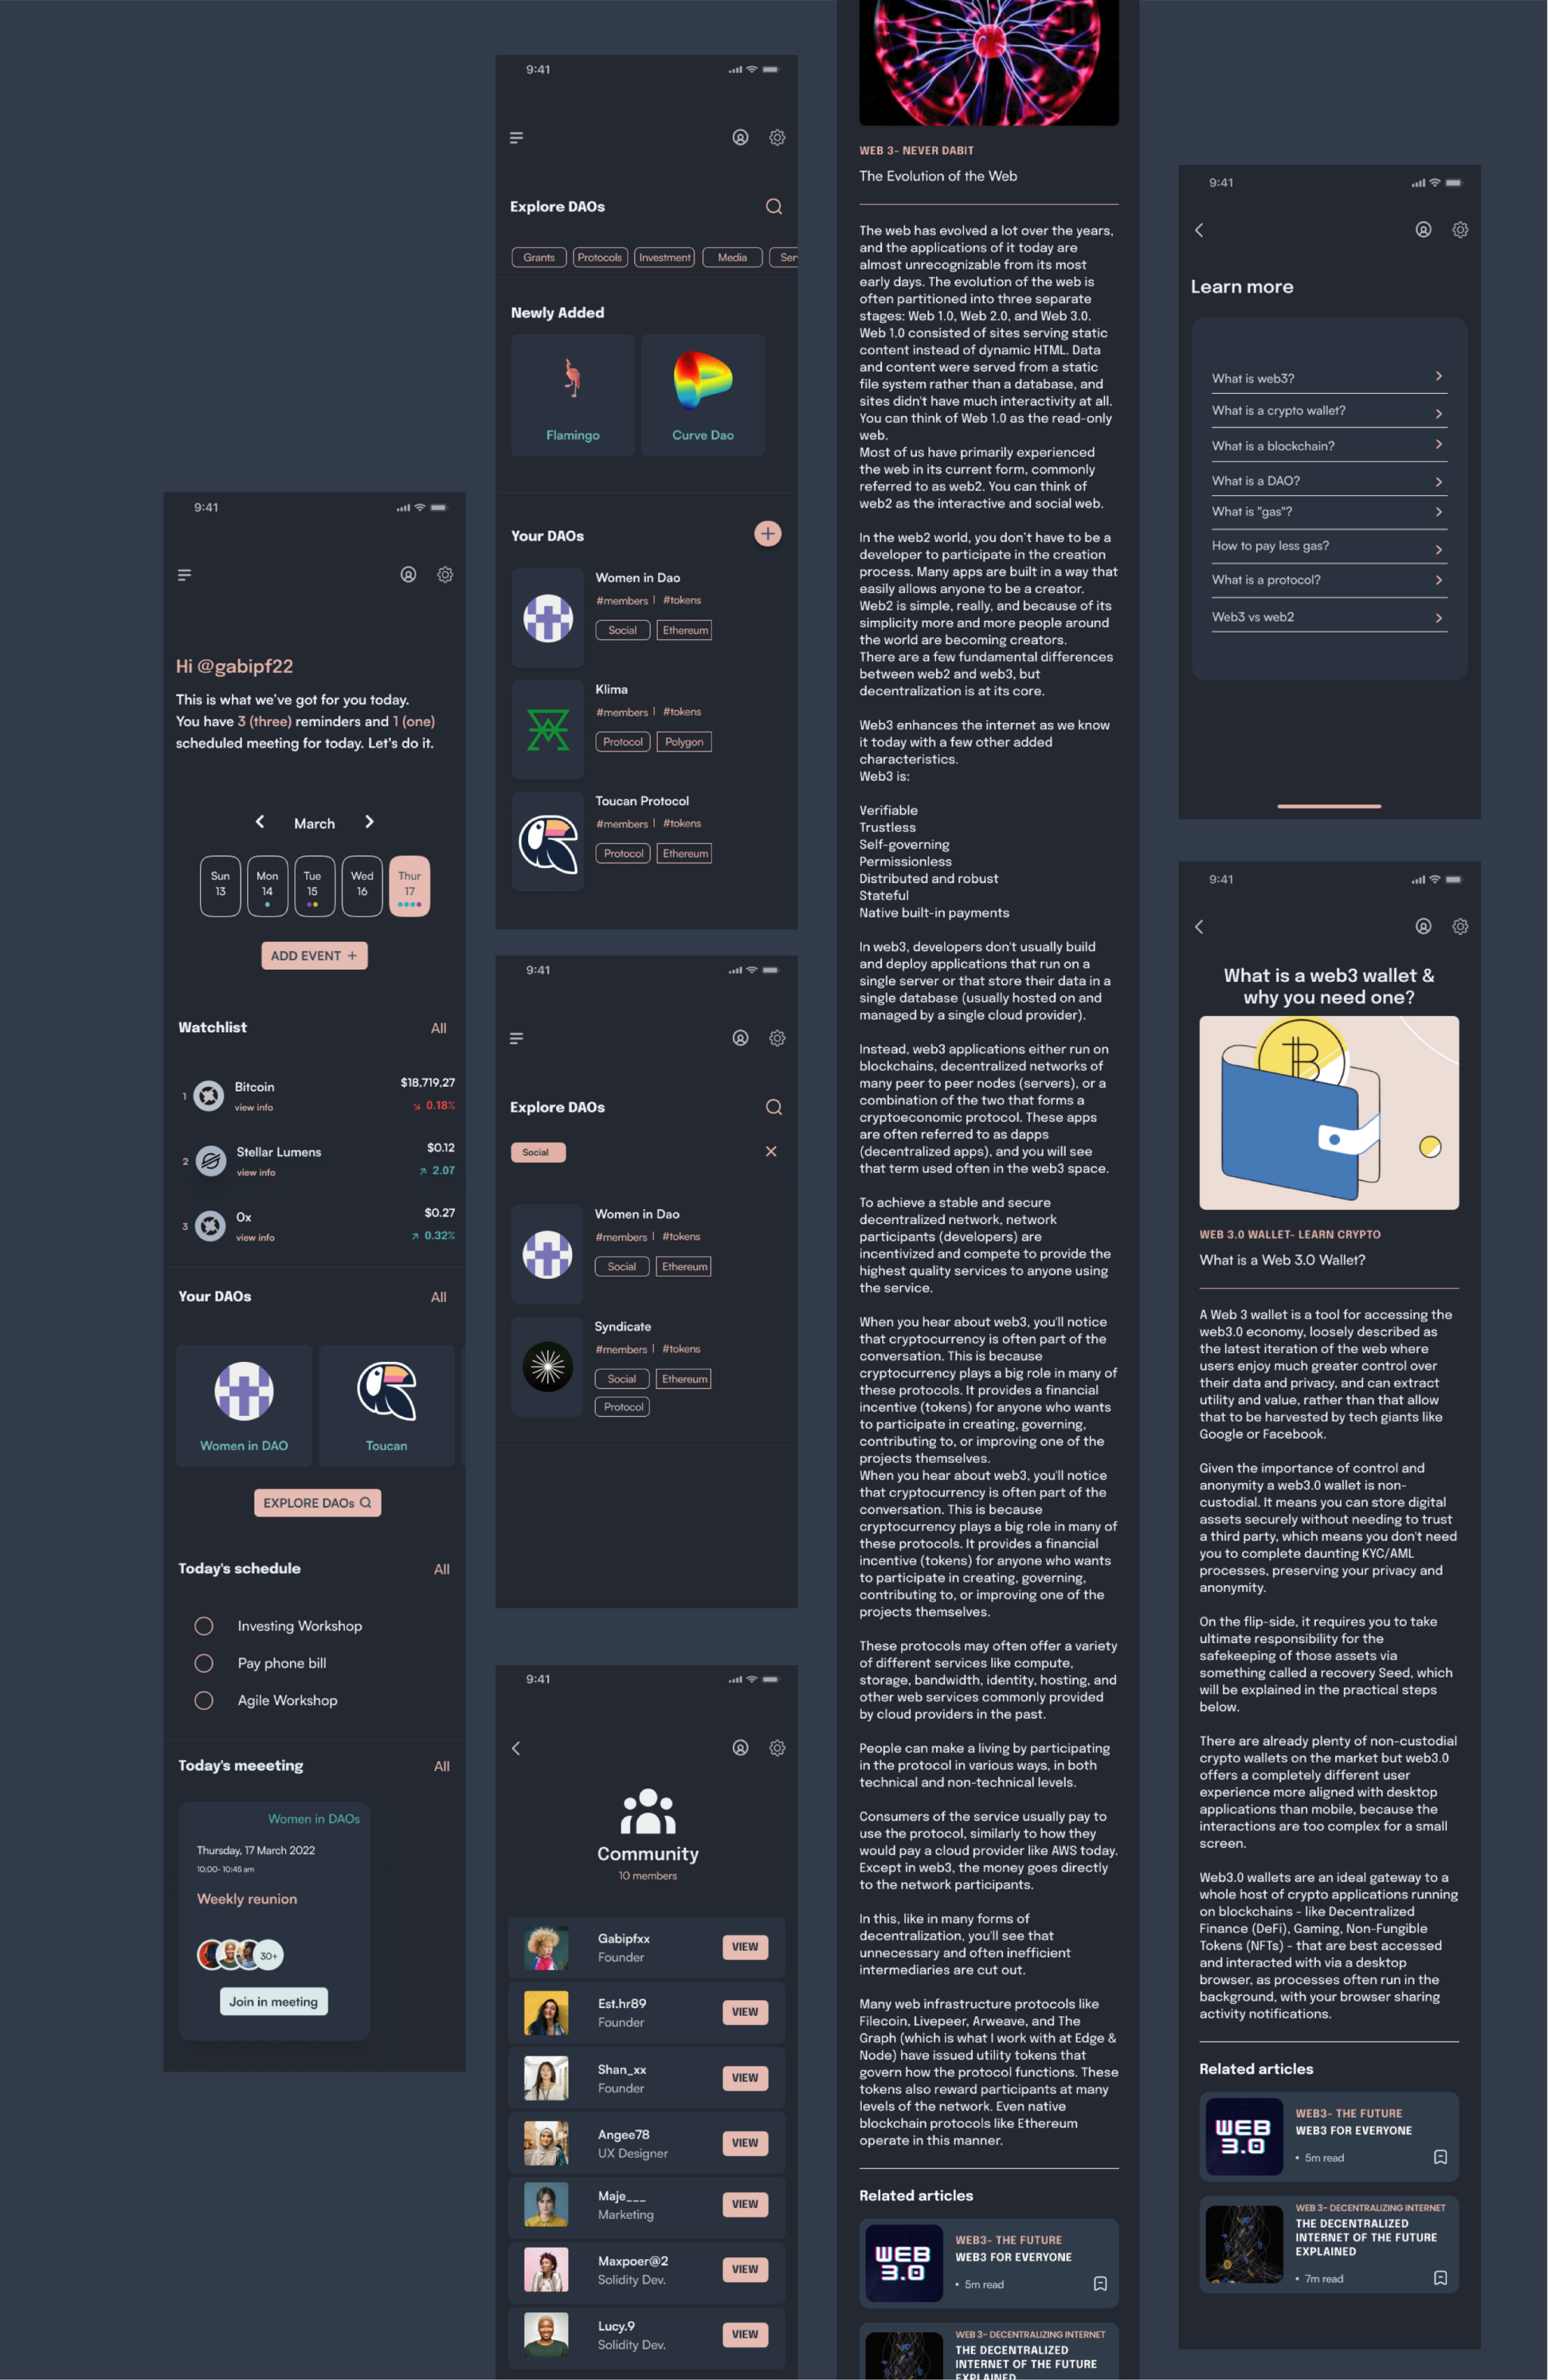 9:41
Hi @gabipf22
This is what we've got for you today.
You have 3 (three) reminders and 1 (one)
scheduled meeting for today. Let's do it.
March
Sun Mon Tue Wed Thur
13 14 15 16 17
ADD EVENT +
Watchlist All
1 Bitcoin $18,719,27
view info 0.18%
2 Stellar Lumens $0.12
view info 2.07
3 Ox $0.27
view info 0.32%
Your DAOs All
Women in DAO Toucan
EXPLORE DAOs
Today's schedule All
Investing Workshop
Pay phone bill
Agile Workshop
Today's meeeting All
Women in DAOs
Thursday, 17 March 2022
10:00- 10:45 am
Weekly reunion
30+
Join in meeting
9:41
Explore DAOs
Grants Protocols Investment Media Ser
Newly Added
Flamingo Curve Dao
Your DAOs +
Women in Dao
#members | #tokens
Social Ethereum
Klima
#members | #tokens
Protocol Polygon
Toucan Protocol
#members | #tokens
Protocol Ethereum
9:41
Explore DAOs
Social
Women in Dao
#members | #tokens
Social Ethereum
Syndicate
#members | #tokens
Social Ethereum
Protocol
9:41
Community
10 members
Gabipfxx
Founder
VIEW
Est.hr89
Founder
VIEW
Shan_xx
Founder
VIEW
Angee78
UX Designer
VIEW
Maje___
Marketing
VIEW
Maxpoer@2
Solidity Dev.
VIEW
Lucy.9
Solidity Dev.
VIEW
WEB 3- NEVER DABIT
The Evolution of the Web
The web has evolved a lot over the years,
and the applications of it today are
almost unrecognizable from its most
early days. The evolution of the web is
often partitioned into three separate
stages: Web 1.0, Web 2.0, and Web 3.0.
Web 1.0 consisted of sites serving static
content instead of dynamic HTML. Data
and content were served from a static
file system rather than a database, and
sites didn't have much interactivity at all.
You can think of Web 1.0 as the read-only
web.
Most of us have primarily experienced
the web in its current form, commonly
referred to as web2. You can think of
web2 as the interactive and social web.
In the web2 world, you don't have to be a
developer to participate in the creation
process. Many apps are built in a way that
easily allows anyone to be a creator.
Web2 is simple, really, and because of its
simplicity more and more people around
the world are becoming creators.
There are a few fundamental differences
between web2 and web3, but
decentralization is at its core.
Web3 enhances the internet as we know
it today with a few other added
characteristics.
Web3 is:
Verifiable
Trustless
Self-governing
Permissionless
Distributed and robust
Stateful
Native built-in payments
In web3, developers don't usually build
and deploy applications that run on a
single server or that store their data in a
single database (usually hosted on and
managed by a single cloud provider).
Instead, web3 applications either run on
blockchains, decentralized networks of
many peer to peer nodes (servers), or a
combination of the two that forms a
cryptoeconomic protocol. These apps
are often referred to as dapps
(decentralized apps), and you will see
that term used often in the web3 space.
To achieve a stable and secure
decentralized network, network
participants (developers) are
incentivized and compete to provide the
highest quality services to anyone using
the service.
When you hear about web3, you'll notice
that cryptocurrency is often part of the
conversation. This is because
cryptocurrency plays a big role in many of
these protocols. It provides a financial
incentive (tokens) for anyone who wants
to participate in creating, governing,
contributing to, or improving one of the
projects themselves.
When you hear about web3, you'll notice
that cryptocurrency is often part of the
conversation. This is because
cryptocurrency plays a big role in many of
these protocols. It provides a financial
incentive (tokens) for anyone who wants
to participate in creating, governing,
contributing to, or improving one of the
projects themselves.
These protocols may often offer a variety
of different services like compute,
storage, bandwidth, identity, hosting, and
other web services commonly provided
by cloud providers in the past.
People can make a living by participating
in the protocol in various ways, in both
technical and non-technical levels.
Consumers of the service usually pay to
use the protocol, similarly to how they
would pay a cloud provider like AWS today.
Except in web3, the money goes directly
to the network participants.
In this, like in many forms of
decentralization, you'll see that
unnecessary and often inefficient
intermediaries are cut out.
Many web infrastructure protocols like
Filecoin, Livepeer, Arweave, and The
Graph (which is what I work with at Edge &
Node) have issued utility tokens that
govern how the protocol functions. These
tokens also reward participants at many
levels of the network. Even native
blockchain protocols like Ethereum
operate in this manner.
Related articles
WEB 3.0
WEB3- THE FUTURE
WEB3 FOR EVERYONE
• 5m read
WEB 3- DECENTRALIZING INTERNET
THE DECENTRALIZED
INTERNET OF THE FUTURE
EXPLAINED
9:41
Learn more
What is web3?
What is a crypto wallet?
What is a blockchain?
What is a DAO?
What is "gas"?
How to pay less gas?
What is a protocol?
Web3 vs web2
9:41
What is a web3 wallet &
why you need one?
WEB 3.0 WALLET- LEARN CRYPTO
What is a Web 3.0 Wallet?
A Web 3 wallet is a tool for accessing the
web3.0 economy, loosely described as
the latest iteration of the web where
users enjoy much greater control over
their data and privacy, and can extract
utility and value, rather than that allow
that to be harvested by tech giants like
Google or Facebook.
Given the importance of control and
anonymity a web3.0 wallet is non-
custodial. It means you can store digital
assets securely without needing to trust
a third party, which means you don't need
you to complete daunting KYC/AML
processes, preserving your privacy and
anonymity.
On the flip-side, it requires you to take
ultimate responsibility for the
safekeeping of those assets via
something called a recovery Seed, which
will be explained in the practical steps
below.
There are already plenty of non-custodial
crypto wallets on the market but web3.0
offers a completely different user
experience more aligned with desktop
applications than mobile, because the
interactions are too complex for a small
screen.
Web3.0 wallets are an ideal gateway to a
whole host of crypto applications running
on blockchains - like Decentralized
Finance (DeFi), Gaming, Non-Fungible
Tokens (NFTs) - that are best accessed
and interacted with via a desktop
browser, as processes often run in the
background, with your browser sharing
activity notifications.
Related articles
WEB 3.0
WEB3- THE FUTURE
WEB3 FOR EVERYONE
• 5m read
WEB 3- DECENTRALIZING INTERNET
THE DECENTRALIZED
INTERNET OF THE FUTURE
EXPLAINED
• 7m read